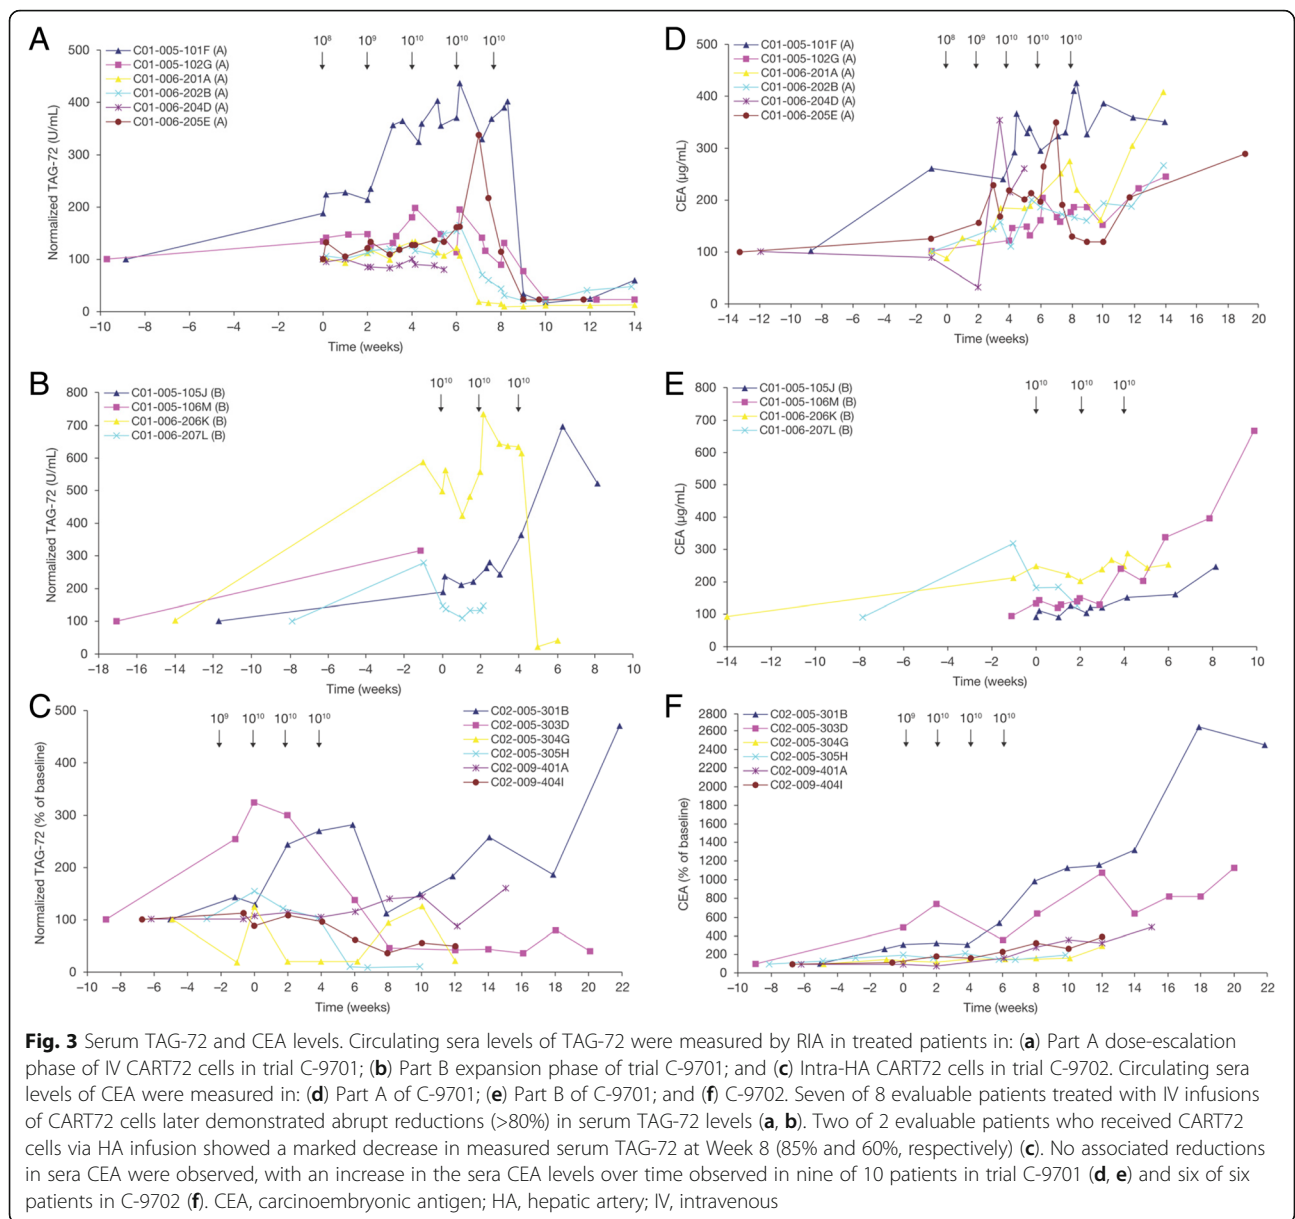 A
500
400
300
200
100
0
Normalized TAG-72 (U/mL)
C01-005-101F (A)
C01-005-102G (A)
C01-006-201A (A)
C01-006-202B (A)
C01-006-204D (A)
C01-006-205E (A)
10⁸ 10⁹ 10¹⁰ 10¹⁰ 10¹⁰
−10 −8 −6 −4 −2 0 2 4 6 8 10 12 14
Time (weeks)
D
500
400
300
200
100
0
CEA (µg/mL)
C01-005-101F (A)
C01-005-102G (A)
C01-006-201A (A)
C01-006-202B (A)
C01-006-204D (A)
C01-006-205E (A)
10⁸ 10⁹ 10¹⁰ 10¹⁰ 10¹⁰
−14 −12 −10 −8 −6 −4 −2 0 2 4 6 8 10 12 14 16 18 20
Time (weeks)
B
800
700
600
500
400
300
200
100
0
Normalized TAG-72 (U/mL)
C01-005-105J (B)
C01-005-106M (B)
C01-006-206K (B)
C01-006-207L (B)
10¹⁰ 10¹⁰ 10¹⁰
−18 −16 −14 −12 −10 −8 −6 −4 −2 0 2 4 6 8 10
Time (weeks)
E
800
700
600
500
400
300
200
100
0
CEA (µg/mL)
C01-005-105J (B)
C01-005-106M (B)
C01-006-206K (B)
C01-006-207L (B)
10¹⁰ 10¹⁰ 10¹⁰
−14 −12 −10 −8 −6 −4 −2 0 2 4 6 8 10
Time (weeks)
C
500
400
300
200
100
0
Normalized TAG-72 (% of baseline)
10⁹ 10¹⁰ 10¹⁰ 10¹⁰
C02-005-301B
C02-005-303D
C02-005-304G
C02-005-305H
C02-009-401A
C02-009-404I
−10 −8 −6 −4 −2 0 2 4 6 8 10 12 14 16 18 20 22
Time (weeks)
F
2800
2600
2400
2200
2000
1800
1600
1400
1200
1000
800
600
400
200
0
CEA (% of baseline)
C02-005-301B
C02-005-303D
C02-005-304G
C02-005-305H
C02-009-401A
C02-009-404I
10⁹ 10¹⁰ 10¹⁰ 10¹⁰
−10 −8 −6 −4 −2 0 2 4 6 8 10 12 14 16 18 20 22
Time (weeks)
Fig. 3 Serum TAG-72 and CEA levels. Circulating sera levels of TAG-72 were measured by RIA in treated patients in: (a) Part A dose-escalation
phase of IV CART72 cells in trial C-9701; (b) Part B expansion phase of trial C-9701; and (c) Intra-HA CART72 cells in trial C-9702. Circulating sera
levels of CEA were measured in: (d) Part A of C-9701; (e) Part B of C-9701; and (f) C-9702. Seven of 8 evaluable patients treated with IV infusions
of CART72 cells later demonstrated abrupt reductions (>80%) in serum TAG-72 levels (a, b). Two of 2 evaluable patients who received CART72
cells via HA infusion showed a marked decrease in measured serum TAG-72 at Week 8 (85% and 60%, respectively) (c). No associated reductions
in sera CEA were observed, with an increase in the sera CEA levels over time observed in nine of 10 patients in trial C-9701 (d, e) and six of six
patients in C-9702 (f). CEA, carcinoembryonic antigen; HA, hepatic artery; IV, intravenous